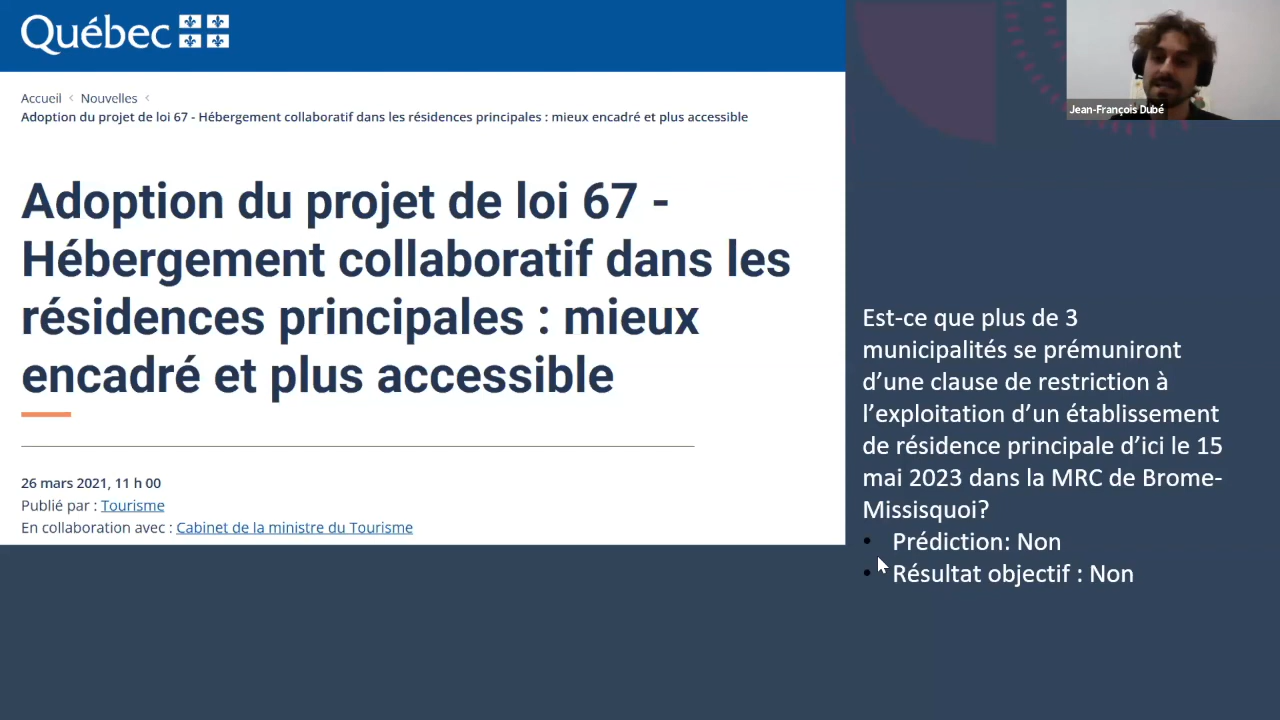 Québec
Accueil < Nouvelles <
Adoption du projet de loi 67 - Hébergement collaboratif dans les résidences principales : mieux encadré et plus accessible
Adoption du projet de loi 67 -
Hébergement collaboratif dans les
résidences principales : mieux
encadré et plus accessible
26 mars 2021, 11 h 00
Publié par : Tourisme
En collaboration avec : Cabinet de la ministre du Tourisme
Jean-François Dubé
Est-ce que plus de 3
municipalités se prémuniront
d’une clause de restriction à
l’exploitation d’un établissement
de résidence principale d’ici le 15
mai 2023 dans la MRC de Brome-
Missisquoi?
• Prédiction: Non
• Résultat objectif : Non